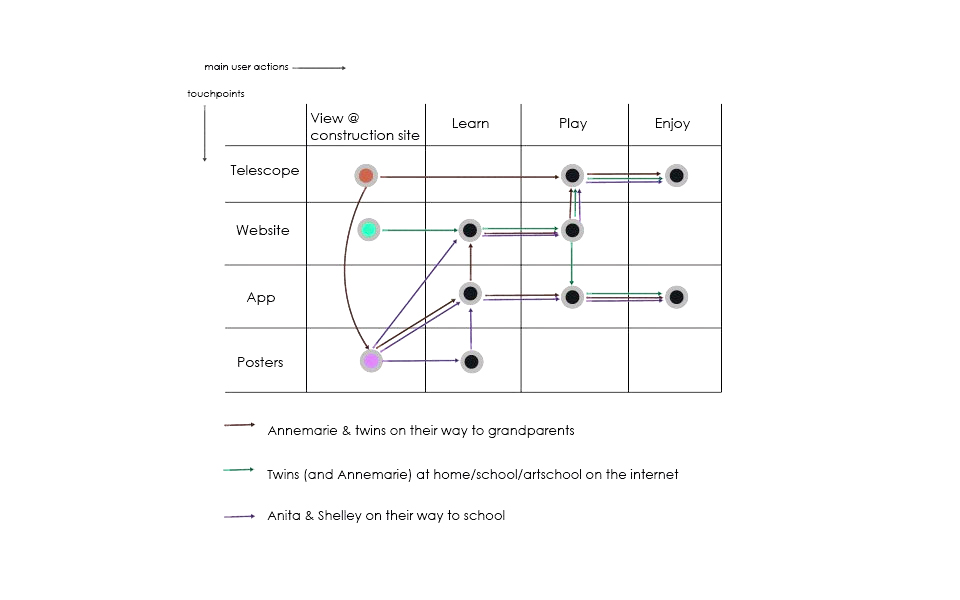 main user actions
touchpoints
View @
construction site
Learn
Play
Enjoy
Telescope
Website
App
Posters
Annemarie & twins on their way to grandparents
Twins (and Annemarie) at home/school/artschool on the internet
Anita & Shelley on their way to school